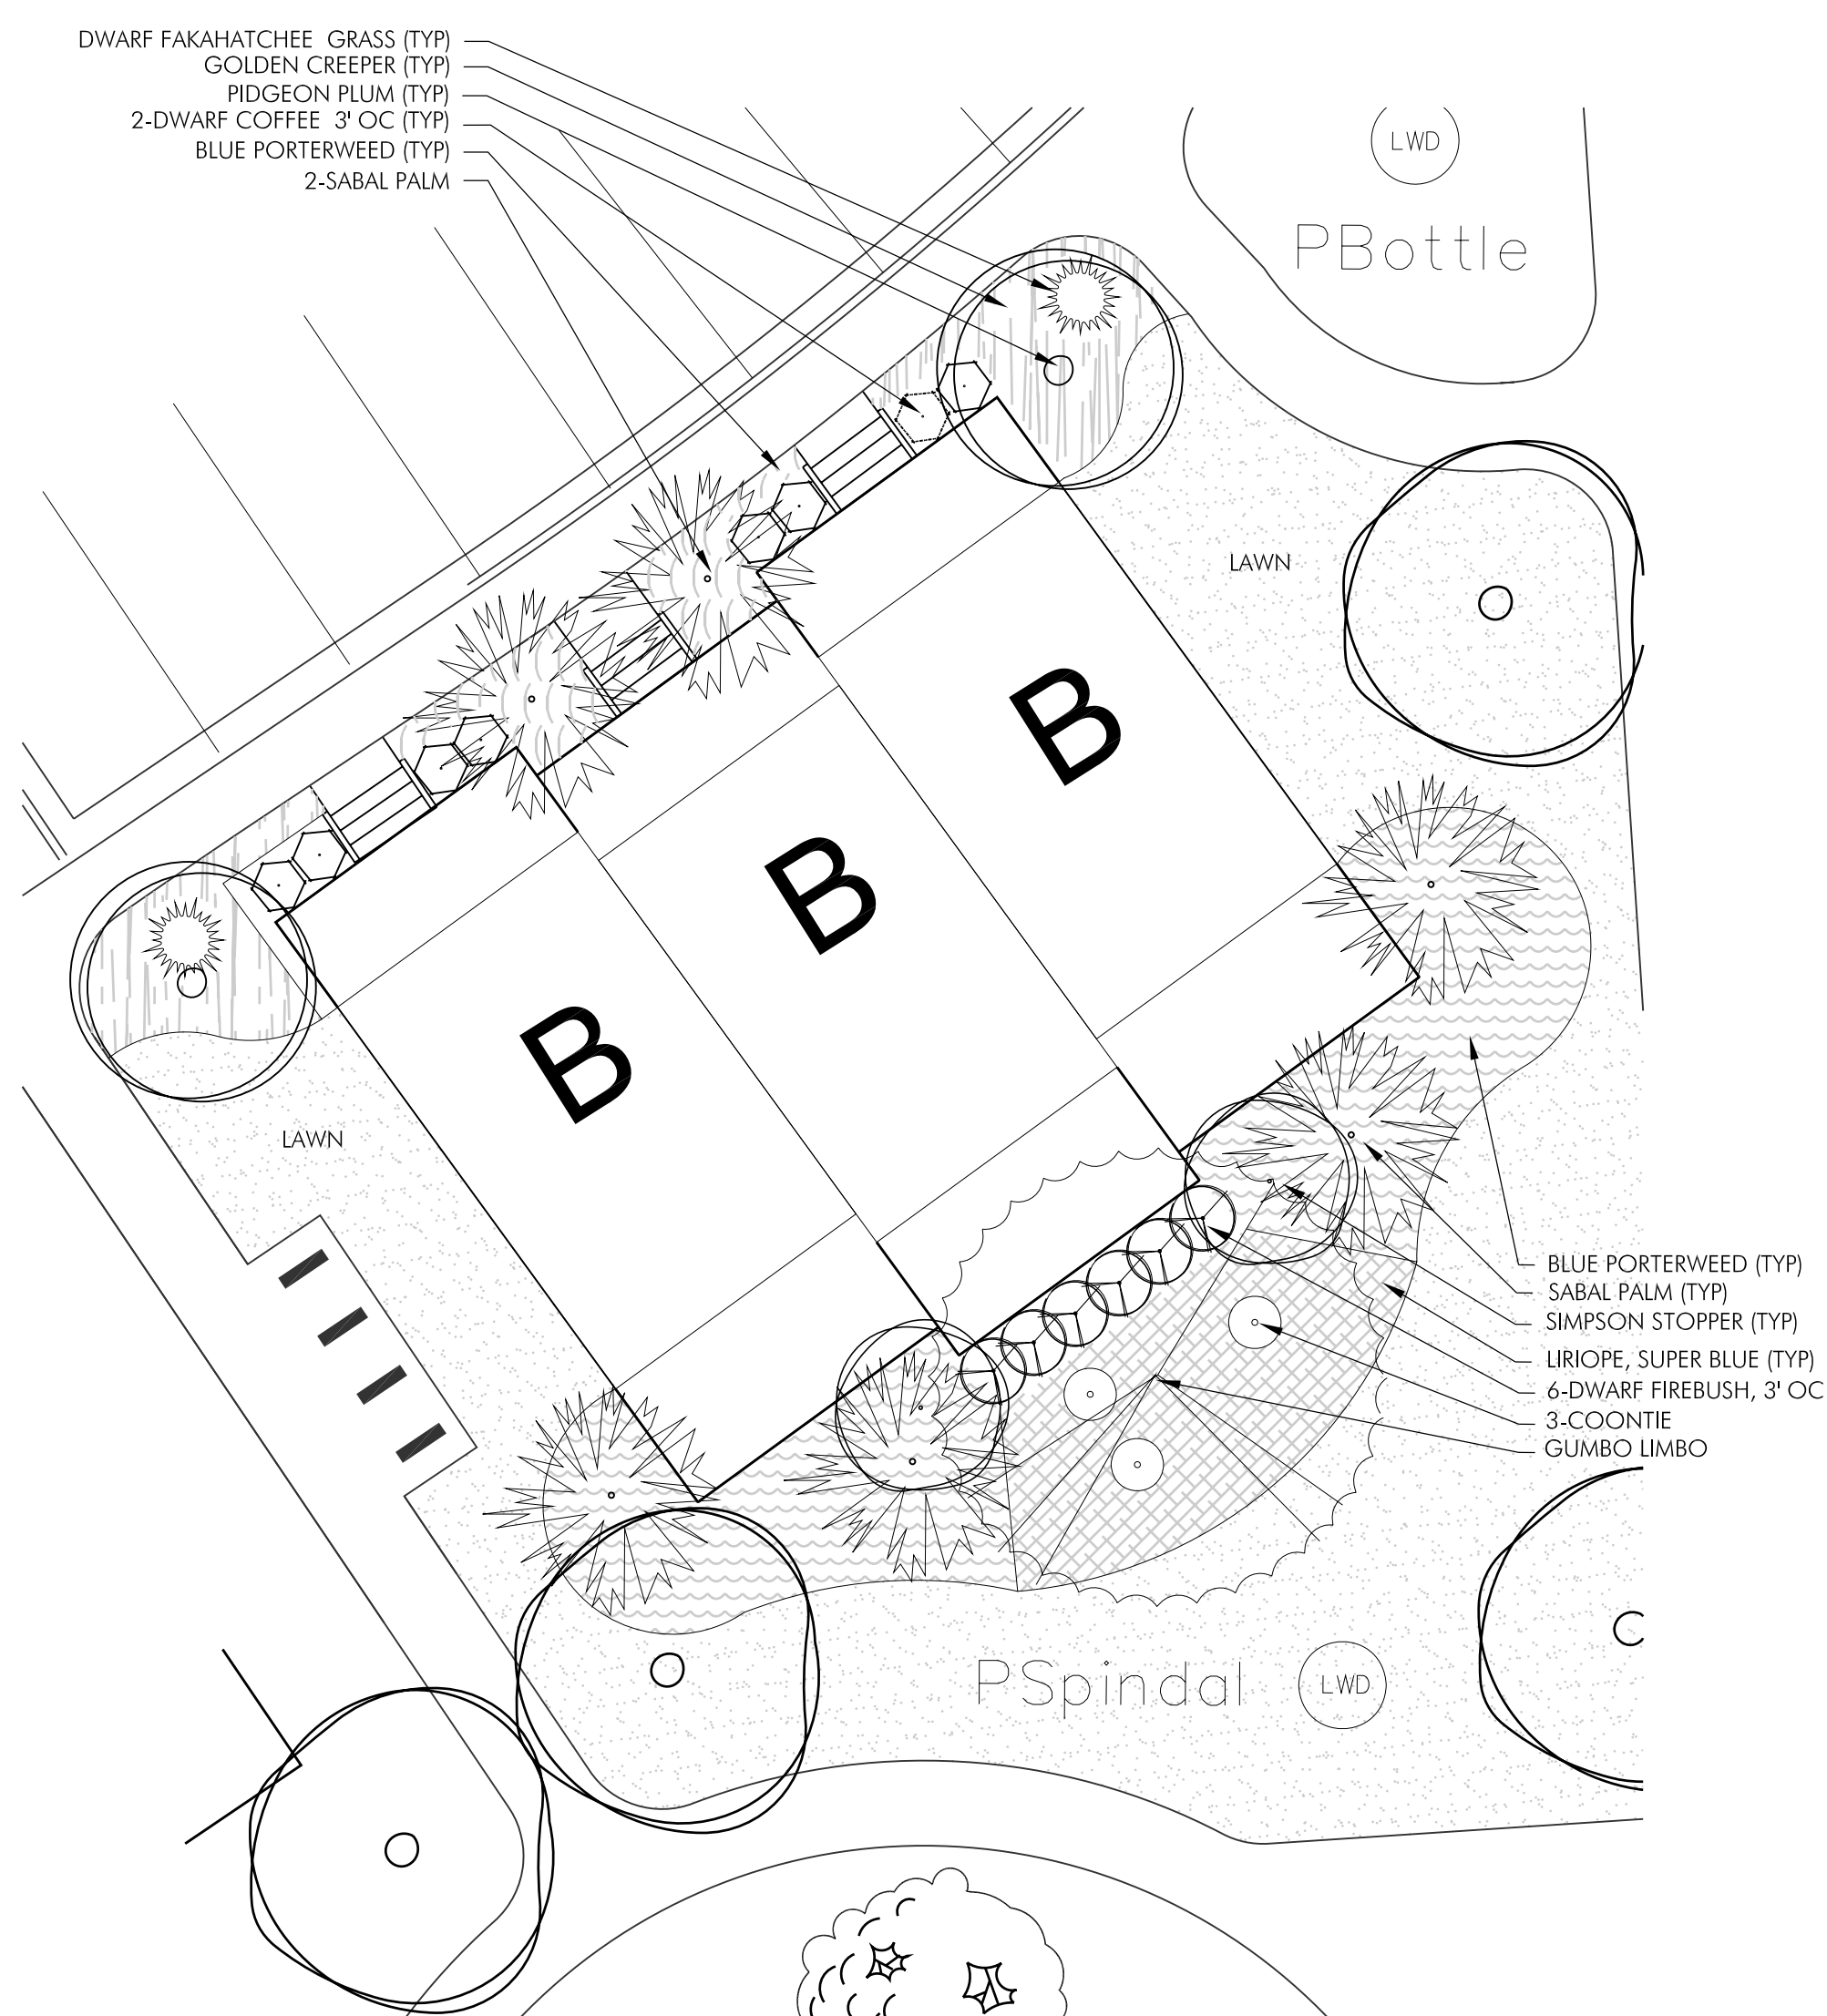 DWARF FAKAHATCHEE GRASS (TYP)
GOLDEN CREEPER (TYP)
PIDGEON PLUM (TYP)
2-DWARF COFFEE 3' OC (TYP)
BLUE PORTERWEED (TYP)
2-SABAL PALM
LWD
PBottle
LAWN
B
B
B
LAWN
BLUE PORTERWEED (TYP)
SABAL PALM (TYP)
SIMPSON STOPPER (TYP)
LIRIOPE, SUPER BLUE (TYP)
6-DWARF FIREBUSH, 3' OC
3-COONTIE
GUMBO LIMBO
PSpindal
LWD